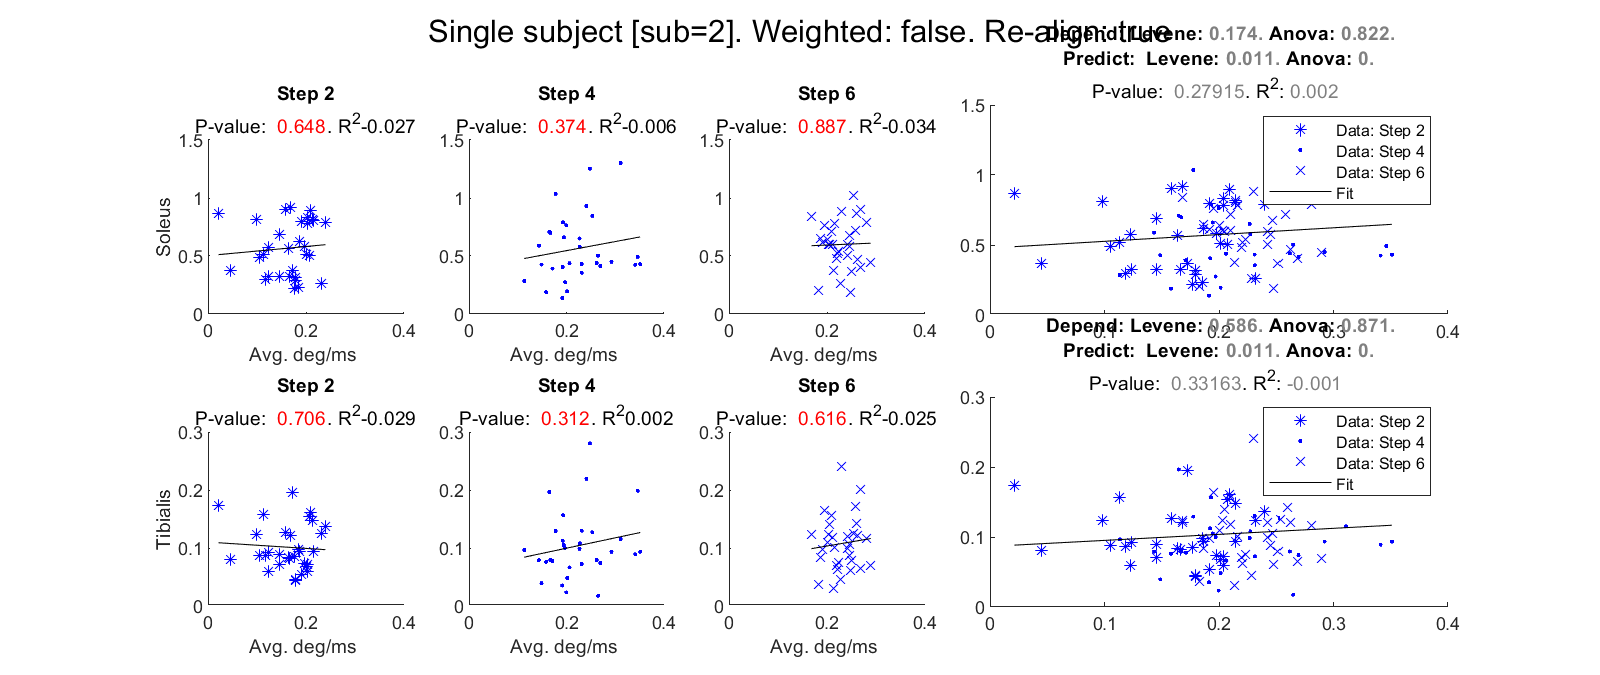 Single subject [sub=2]. Weighted: false. Re-align: true
Depend: Levene: 0.174. Anova: 0.822.
Predict: Levene: 0.011. Anova: 0.
P-value: 0.27915. R2: 0.002
Step 2
P-value: 0.648. R2-0.027
Step 4
P-value: 0.374. R2-0.006
Step 6
P-value: 0.887. R2-0.034
Soleus
1.5
1
0.5
0
0
0.2
0.4
Avg. deg/ms
1.5
1
0.5
0
0
0.2
0.4
Avg. deg/ms
1.5
1
0.5
0
0
0.2
0.4
Avg. deg/ms
1.5
1
0.5
0
0
0.1
0.2
0.3
0.4
Data: Step 2
Data: Step 4
Data: Step 6
Fit
Depend: Levene: 0.586. Anova: 0.871.
Predict: Levene: 0.011. Anova: 0.
P-value: 0.33163. R2: -0.001
Step 2
P-value: 0.706. R2-0.029
Step 4
P-value: 0.312. R20.002
Step 6
P-value: 0.616. R2-0.025
Tibialis
0.3
0.2
0.1
0
0
0.2
0.4
Avg. deg/ms
0.3
0.2
0.1
0
0
0.2
0.4
Avg. deg/ms
0.3
0.2
0.1
0
0
0.2
0.4
Avg. deg/ms
0.3
0.2
0.1
0
0
0.1
0.2
0.3
0.4
Data: Step 2
Data: Step 4
Data: Step 6
Fit